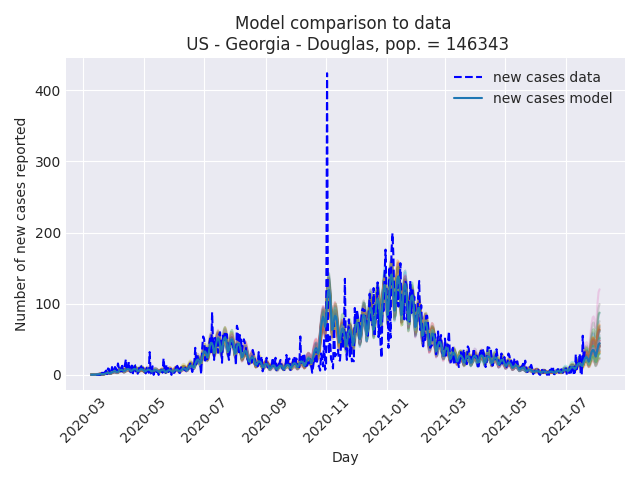 Model comparison to data
US - Georgia - Douglas, pop. = 146343
new cases data
new cases model
Number of new cases reported
400
300
200
100
0
2020-03
2020-05
2020-07
2020-09
2020-11
2021-01
2021-03
2021-05
2021-07
Day